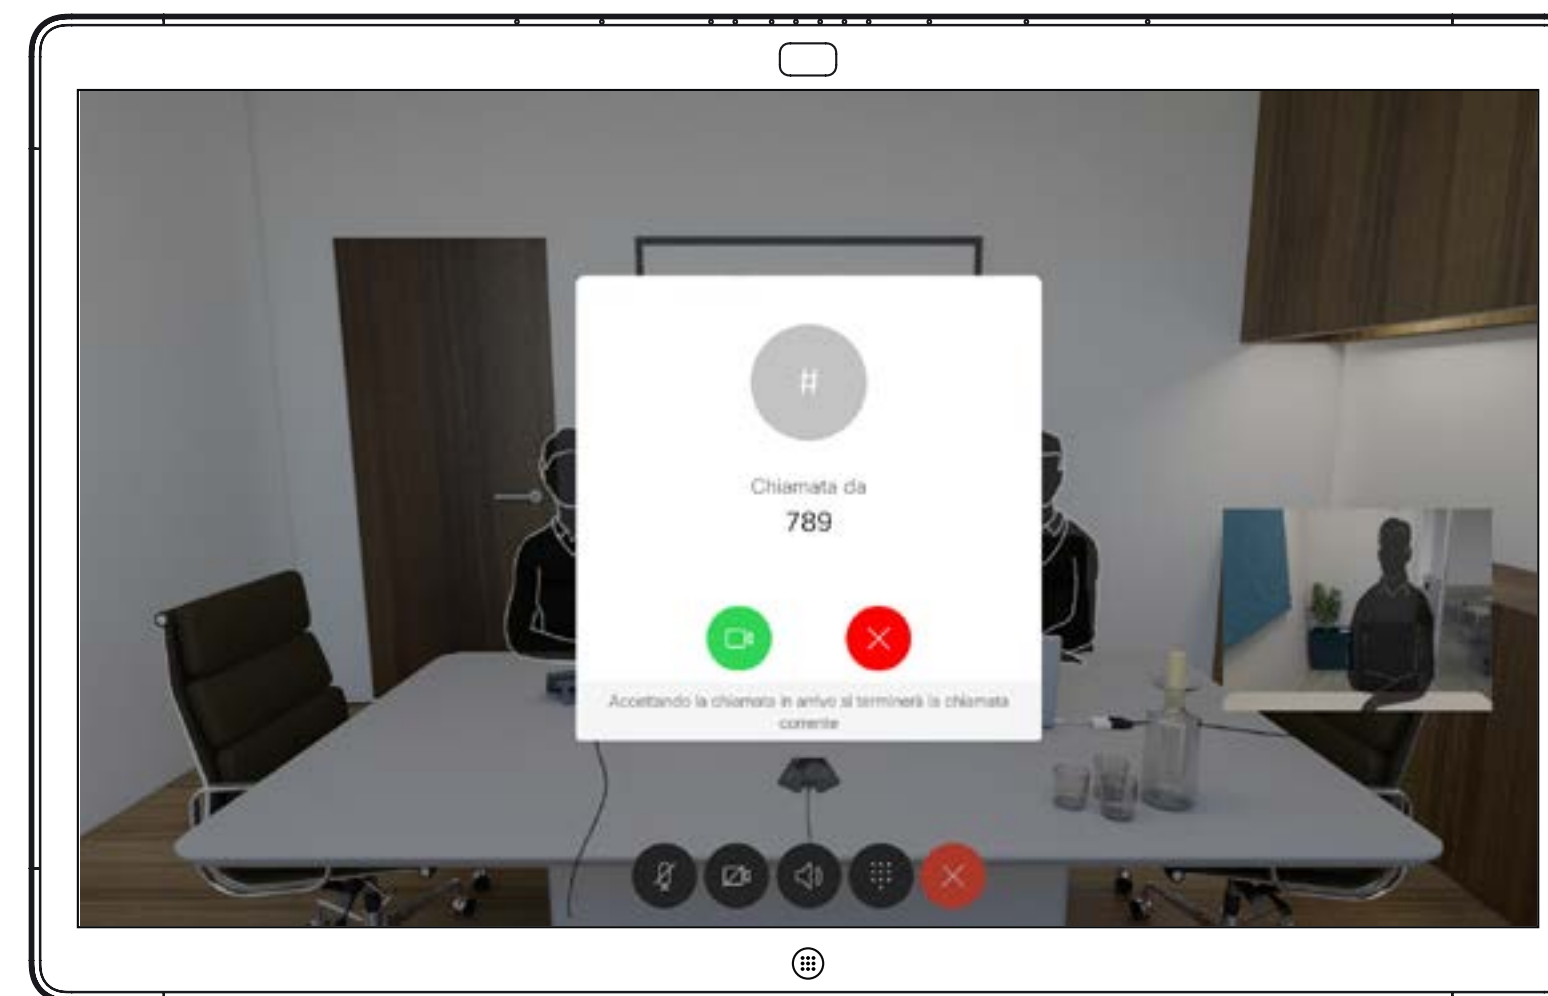 #
Chiamata da
789
Accettando la chiamata in arrivo si terminerà la chiamata
corrente